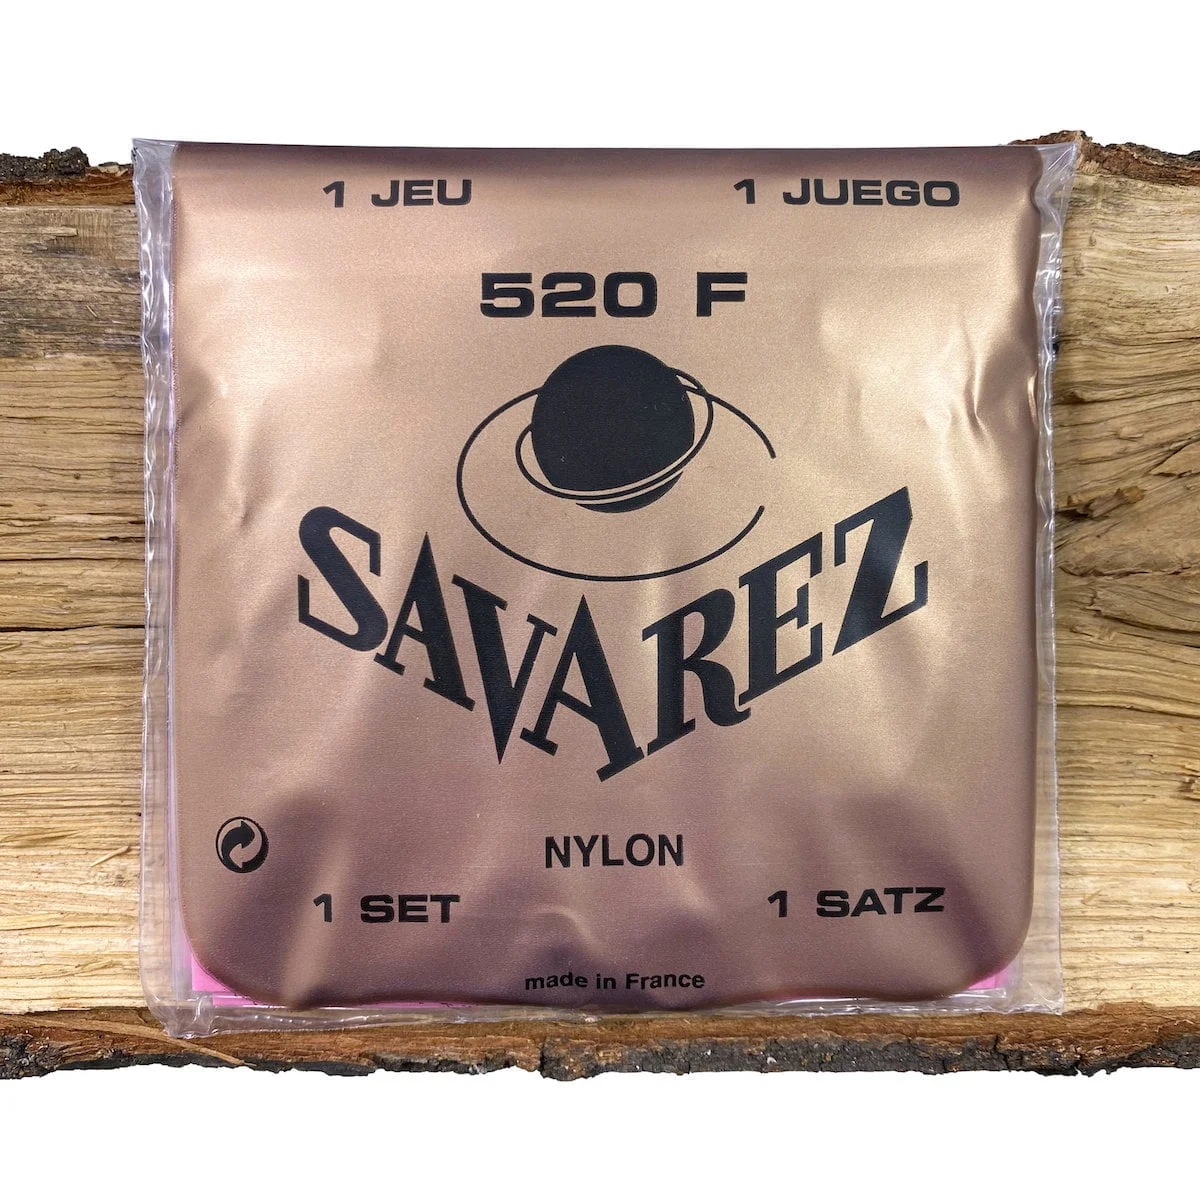 1 JEU 1 JUEGO
520 F
SAVAREZ
NYLON
1 SET 1 SATZ
made in France